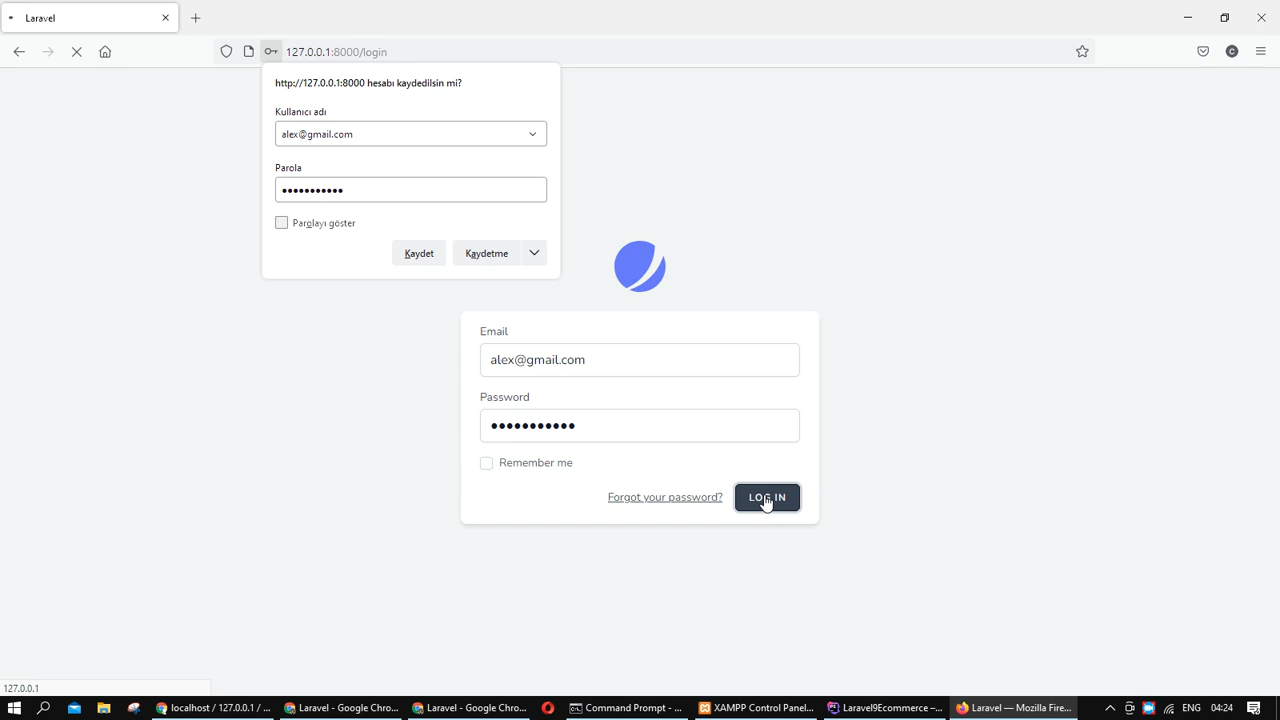 Laravel
127.0.0.1:8000/login
http://127.0.0.1:8000 hesabı kaydedilsin mi?
Kullanıcı adı
alex@gmail.com
Parola
•••••••••••
Parolayı göster
Kaydet
Kaydetme
Email
alex@gmail.com
Password
•••••••••••
Remember me
Forgot your password?
LOG IN
127.0.0.1
localhost / 127.0.0.1 / ...
Laravel - Google Chro...
Laravel - Google Chro...
Command Prompt - ...
XAMPP Control Panel...
Laravel9Ecommerce –...
Laravel — Mozilla Fire...
ENG
04:24